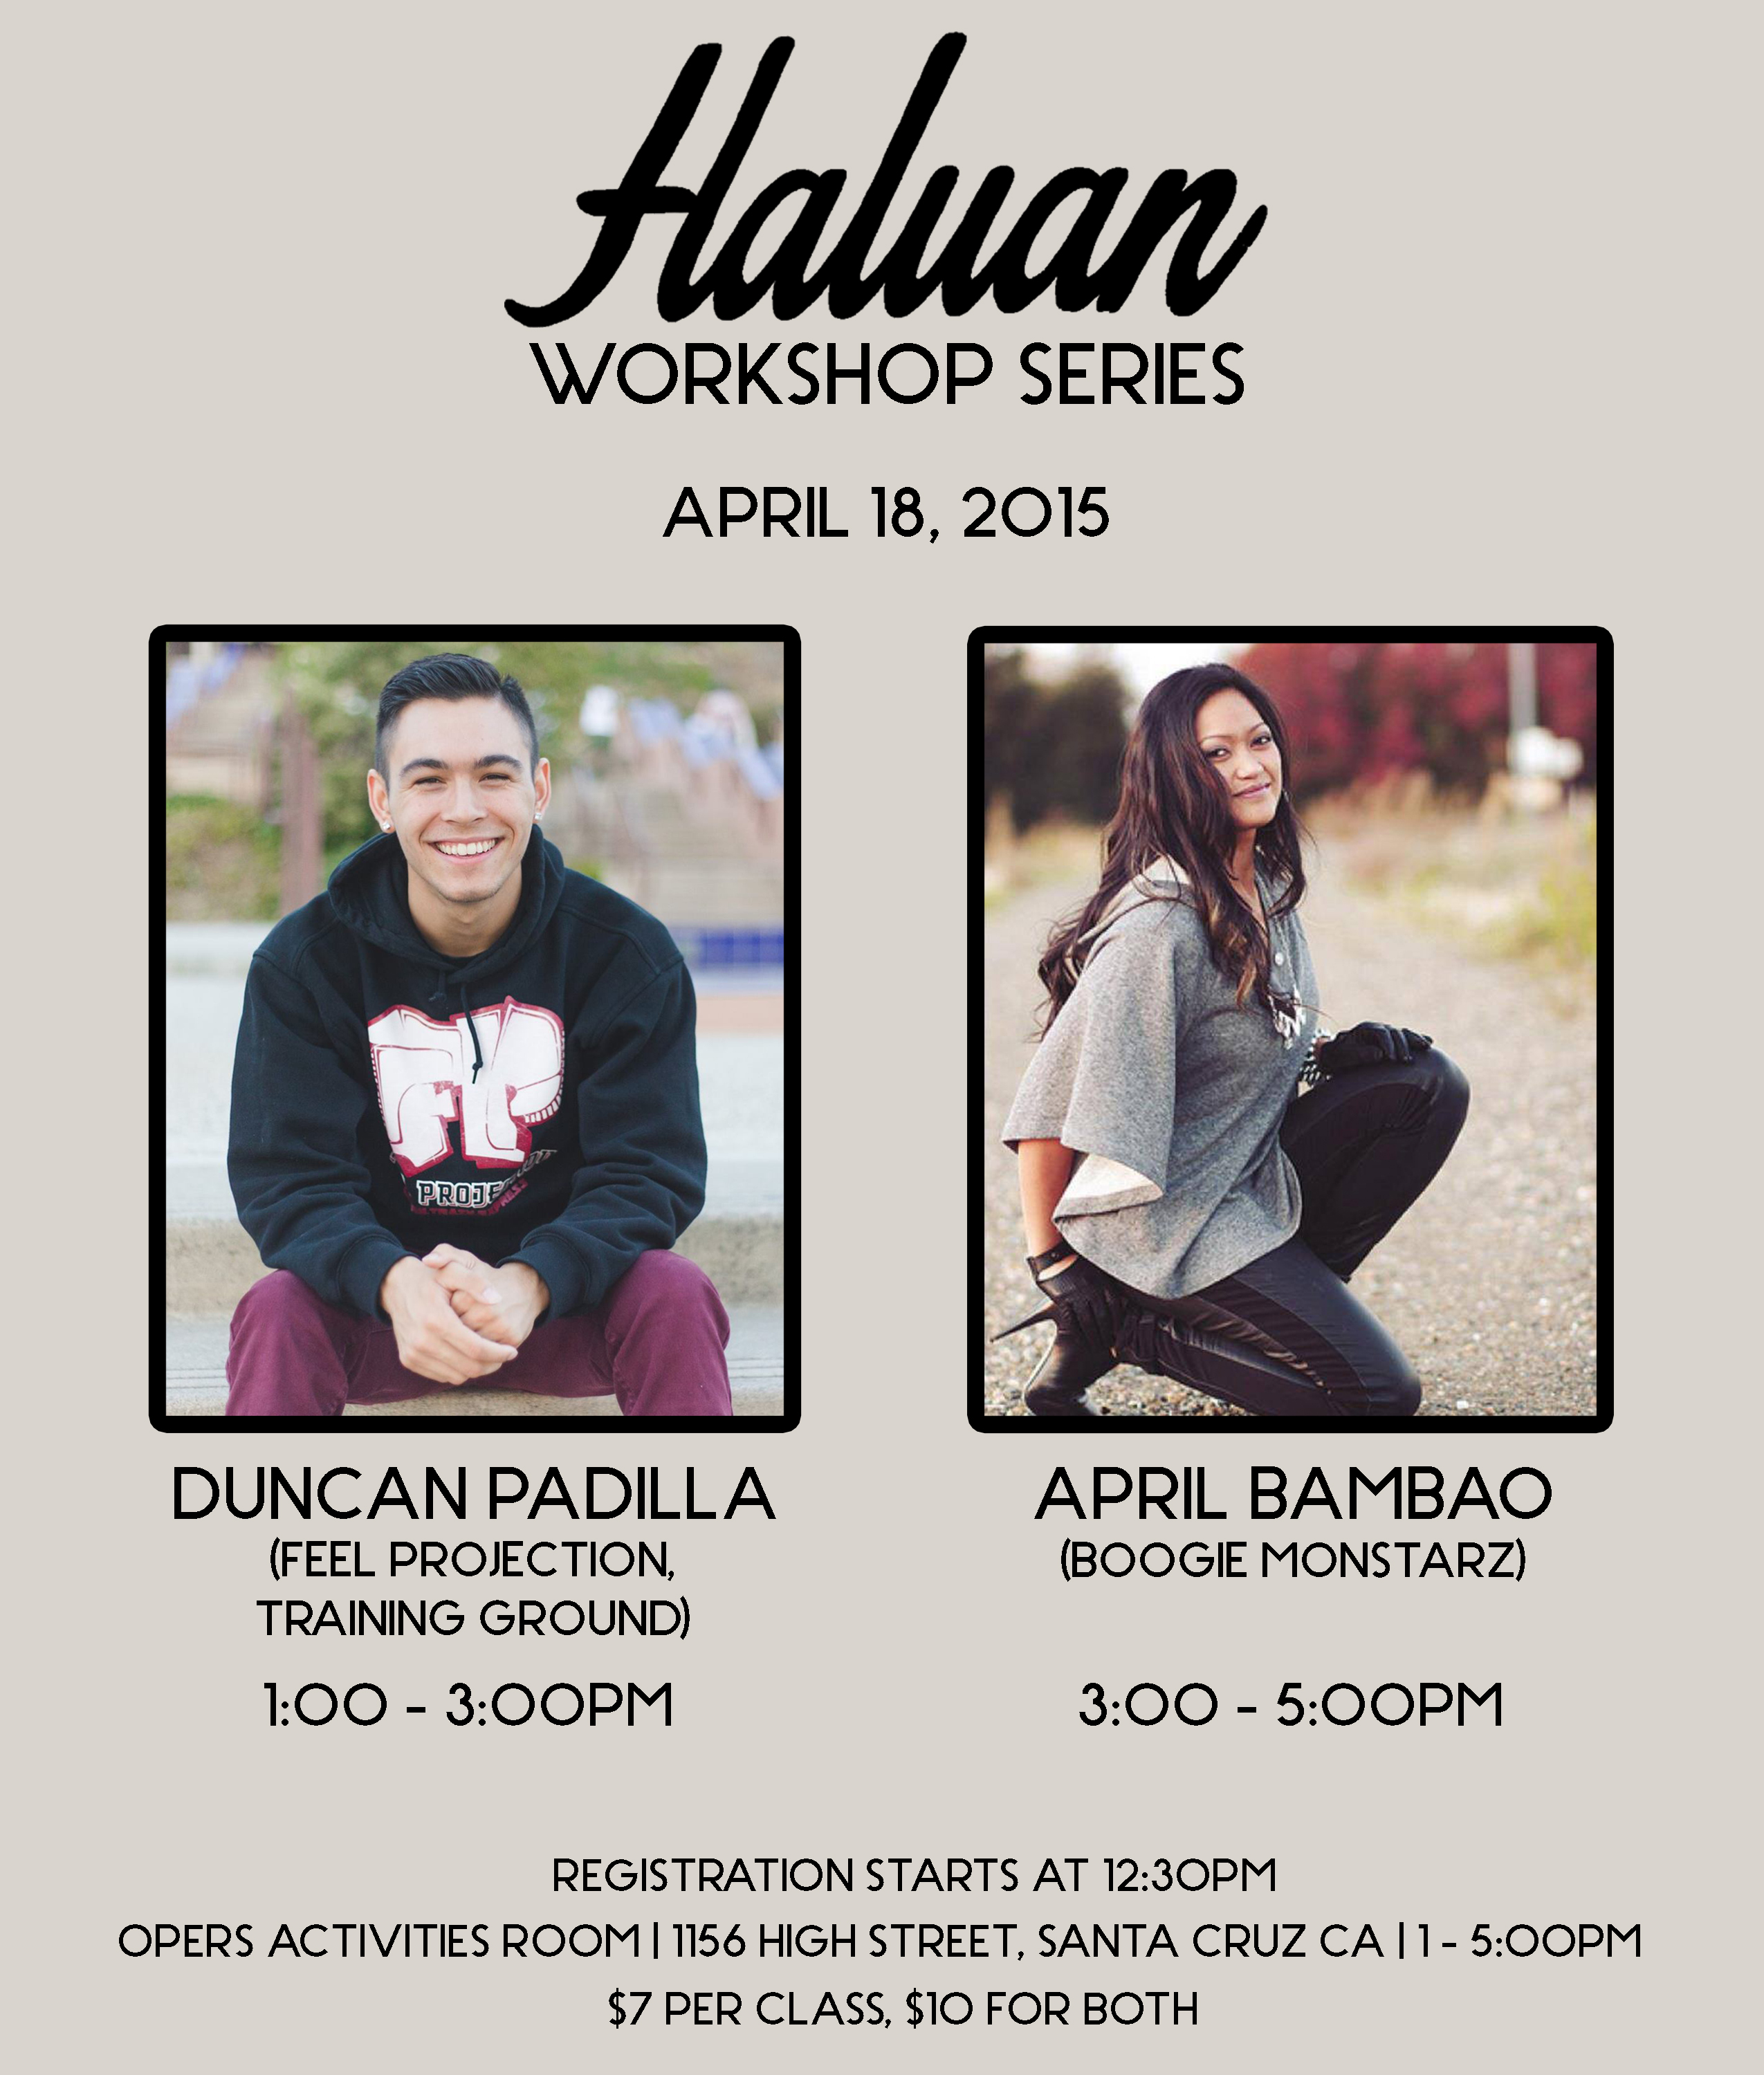 Haluan
WORKSHOP SERIES
APRIL 18, 2015
FP
PROJE
DUNCAN PADILLA
(FEEL PROJECTION,
TRAINING GROUND)
1:00 - 3:00PM
APRIL BAMBAO
(BOOGIE MONSTARZ)
3:00 - 5:00PM
REGISTRATION STARTS AT 12:30PM
OPERS ACTIVITIES ROOM | 1156 HIGH STREET, SANTA CRUZ CA | 1 - 5:00PM
$7 PER CLASS, $10 FOR BOTH